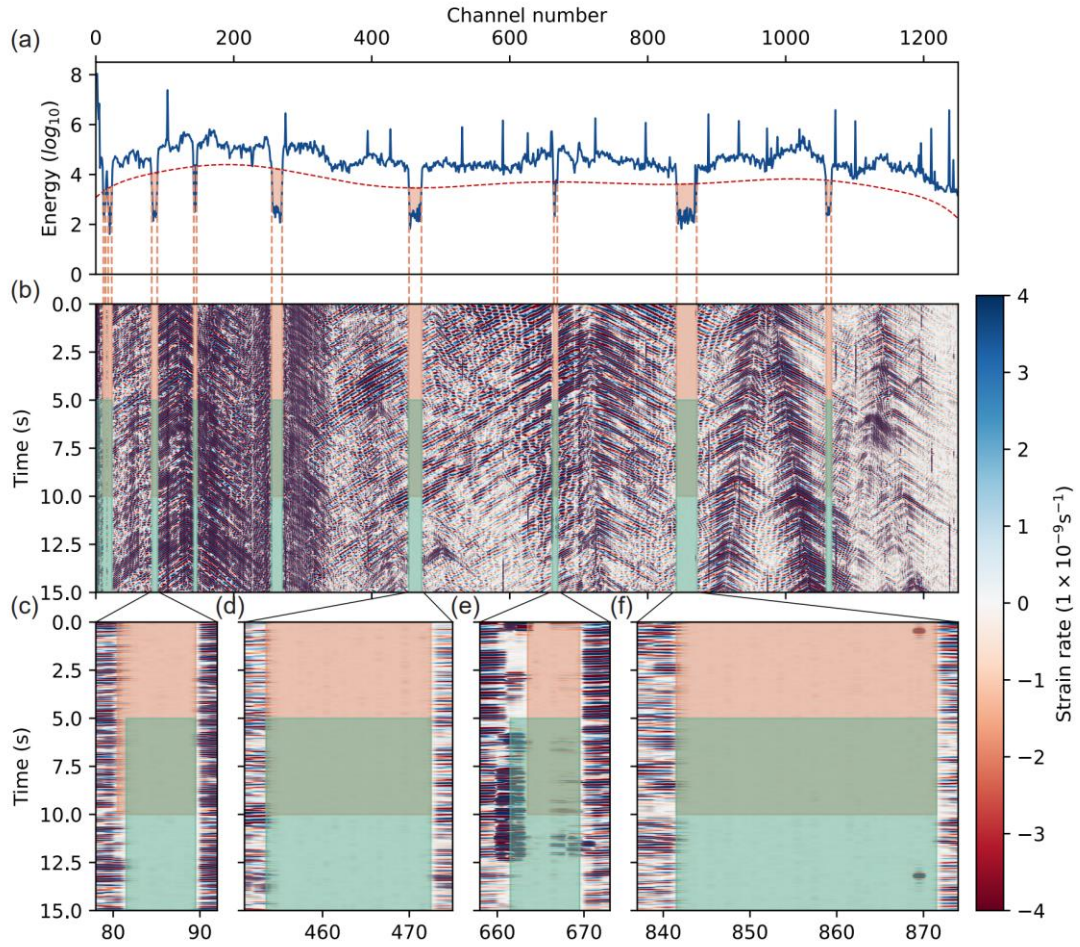 Channel number
(a)
0 200 400 600 800 1000 1200
8
6
4
2
0
Energy (log10)
(b)
0.0
2.5
5.0
7.5
10.0
12.5
15.0
Time (s)
4
3
2
1
0
−1
−2
−3
−4
Strain rate (1 × 10⁻⁹s⁻¹)
(c) (d) (e) (f)
0.0
2.5
5.0
7.5
10.0
12.5
15.0
Time (s)
80 90 460 470 660 670 840 850 860 870